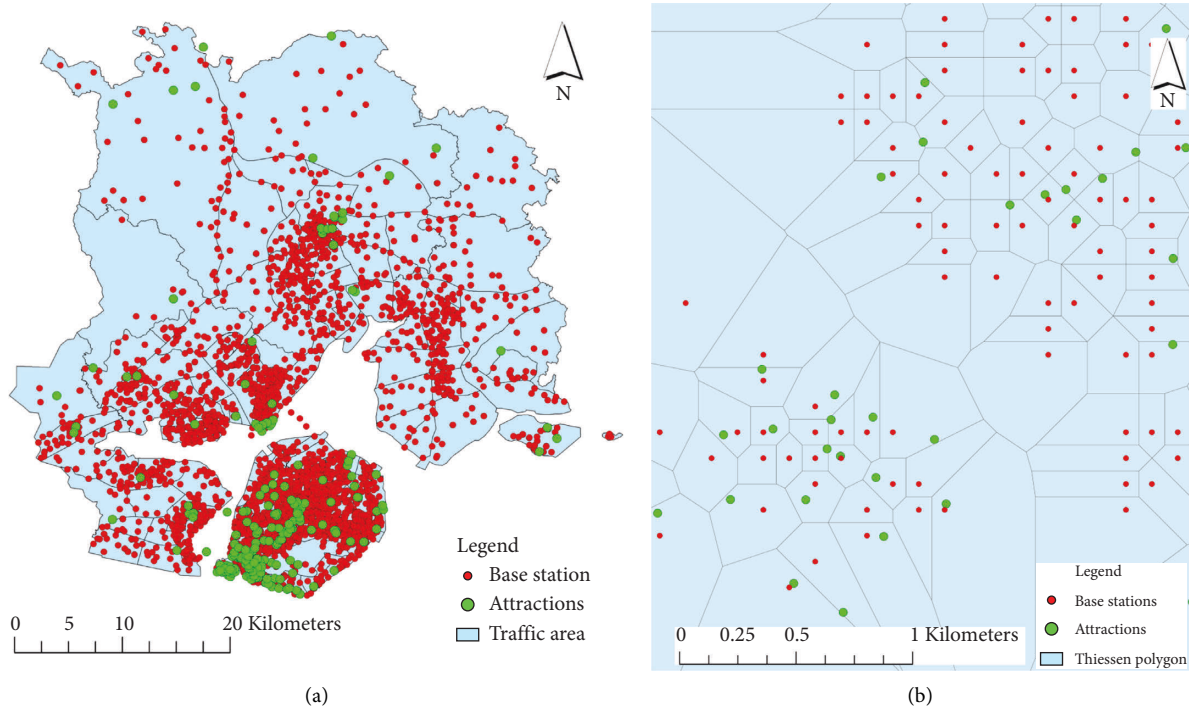 N
Legend
Base station
Attractions
Traffic area
0 5 10 20 Kilometers
(a)
N
Legend
Base stations
Attractions
Thiessen polygon
0 0.25 0.5 1 Kilometers
(b)